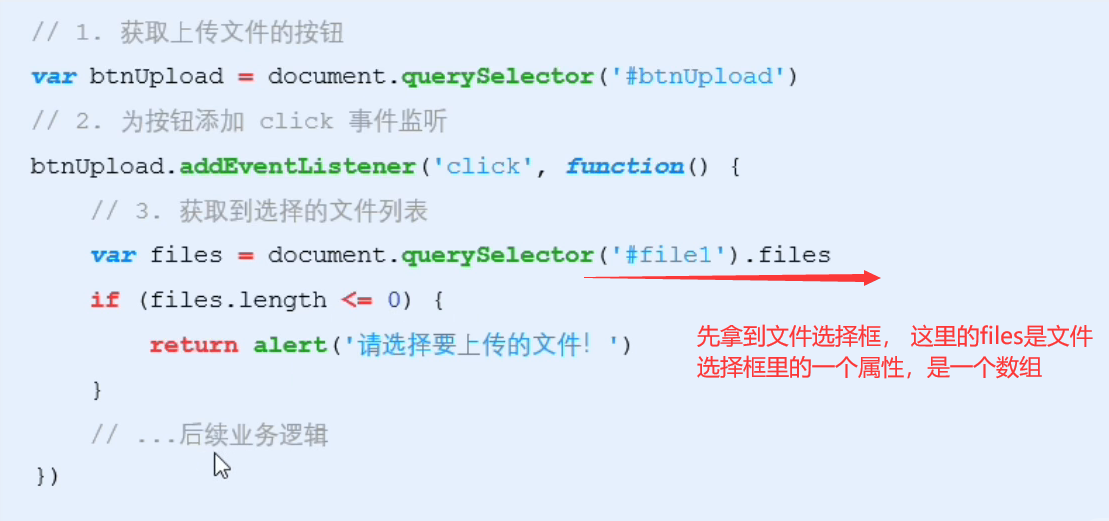 // 1. 获取上传文件的按钮
var btnUpload = document.querySelector('#btnUpload')
// 2. 为按钮添加 click 事件监听
btnUpload.addEventListener('click', function() {
// 3. 获取到选择的文件列表
var files = document.querySelector('#file1').files
if (files.length <= 0) {
return alert('请选择要上传的文件！')
}
// ...后续业务逻辑
})
先拿到文件选择框， 这里的files是文件
选择框里的一个属性，是一个数组